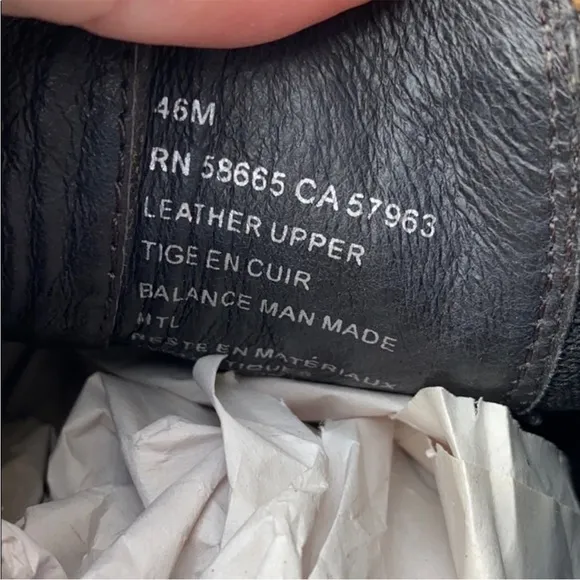 46M
RN 58665 CA 57963
LEATHER UPPER
TIGE EN CUIR
BALANCE MAN MADE
MTL
RESTE EN MATÉRIAUX